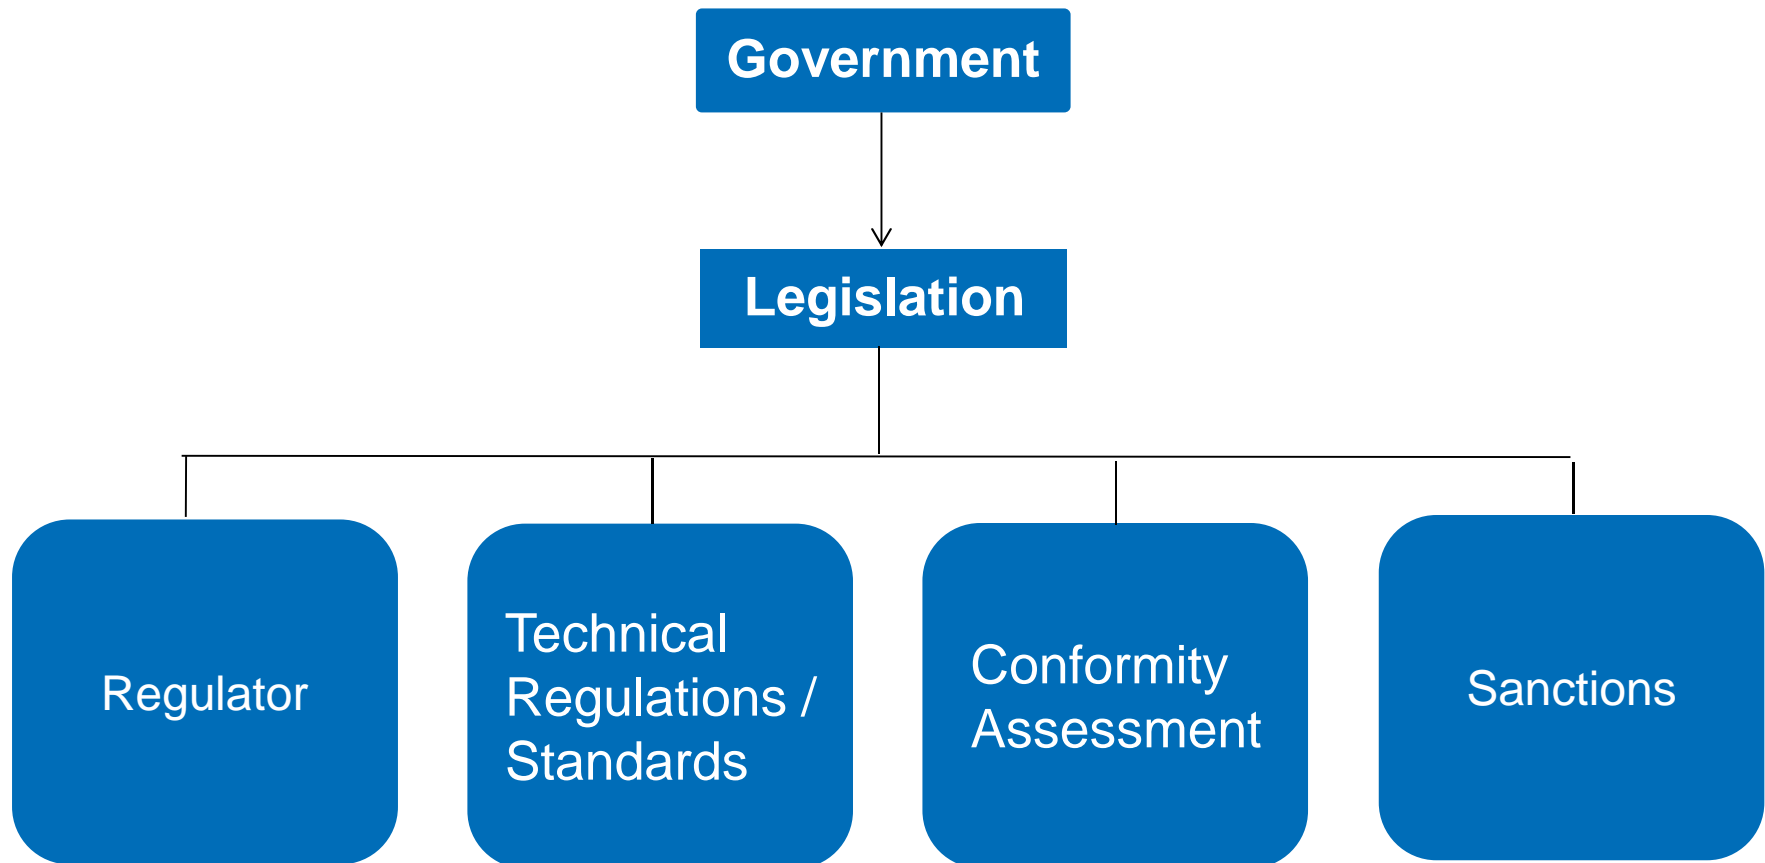 Government
Legislation
Regulator
Technical
Regulations /
Standards
Conformity
Assessment
Sanctions